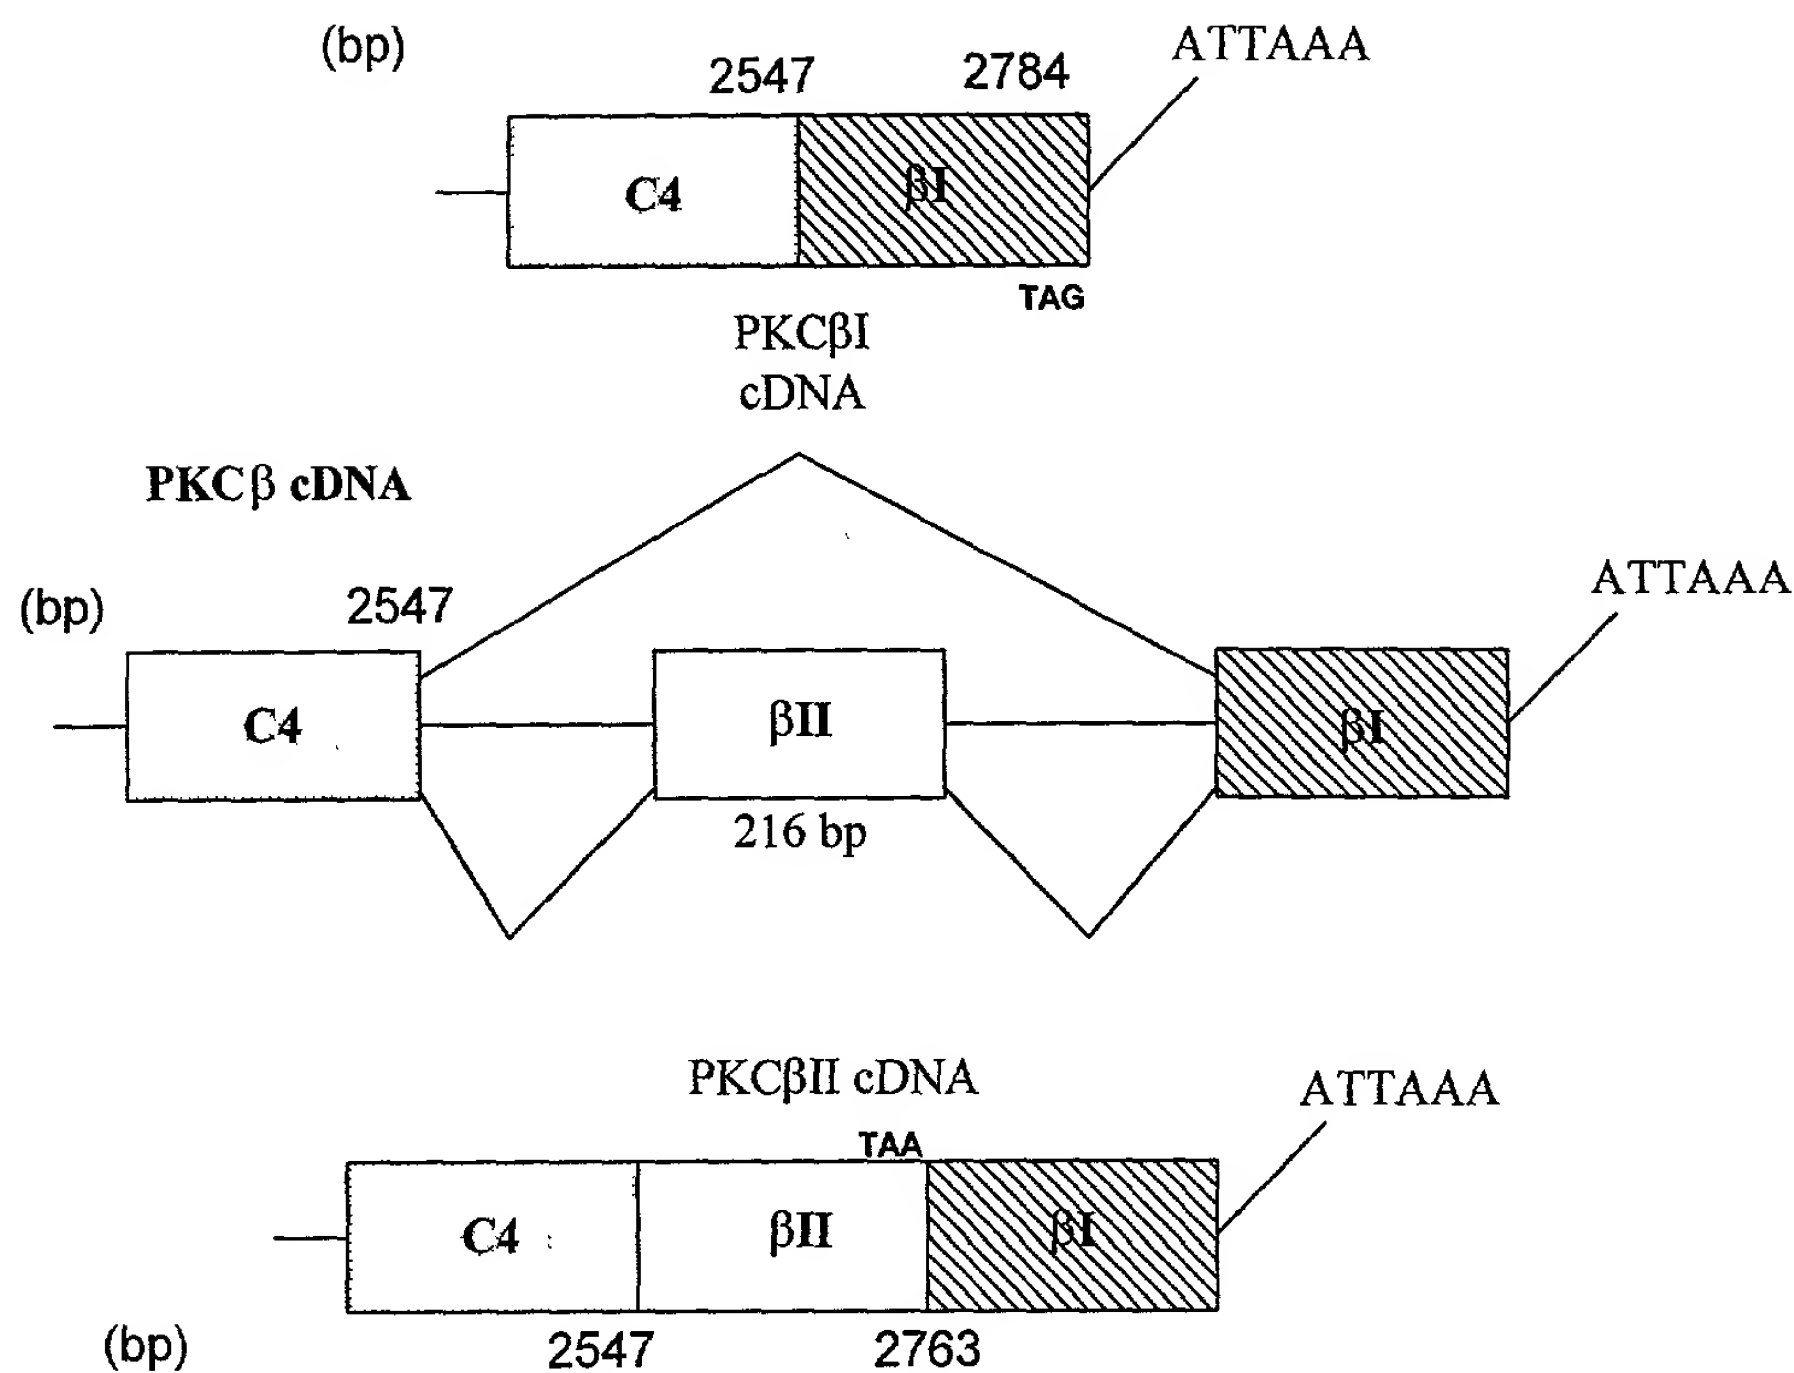 (bp)
2547
2784
ATTAAA
C4
βI
TAG
PKCβI
cDNA
PKCβ cDNA
(bp)
2547
ATTAAA
C4
βII
βI
216 bp
PKCβII cDNA
ATTAAA
TAA
C4
βII
βI
(bp)
2547
2763